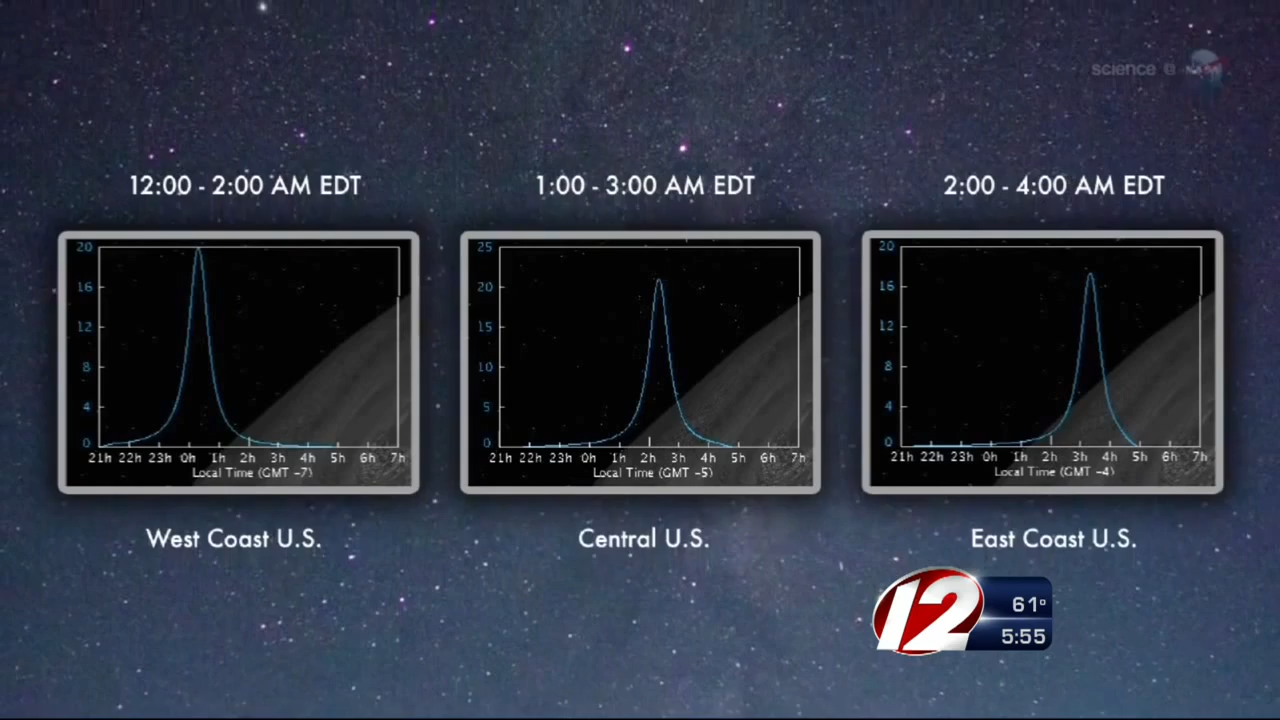 science @ NASA
12:00 - 2:00 AM EDT
1:00 - 3:00 AM EDT
2:00 - 4:00 AM EDT
20
16
12
8
4
0
21h 22h 23h 0h 1h 2h 3h 4h 5h 6h 7h
Local Time (GMT -7)
25
20
15
10
5
0
21h 22h 23h 0h 1h 2h 3h 4h 5h 6h 7h
Local Time (GMT -5)
20
16
12
8
4
0
21h 22h 23h 0h 1h 2h 3h 4h 5h 6h 7h
Local Time (GMT -4)
West Coast U.S.
Central U.S.
East Coast U.S.
12
61º
5:55